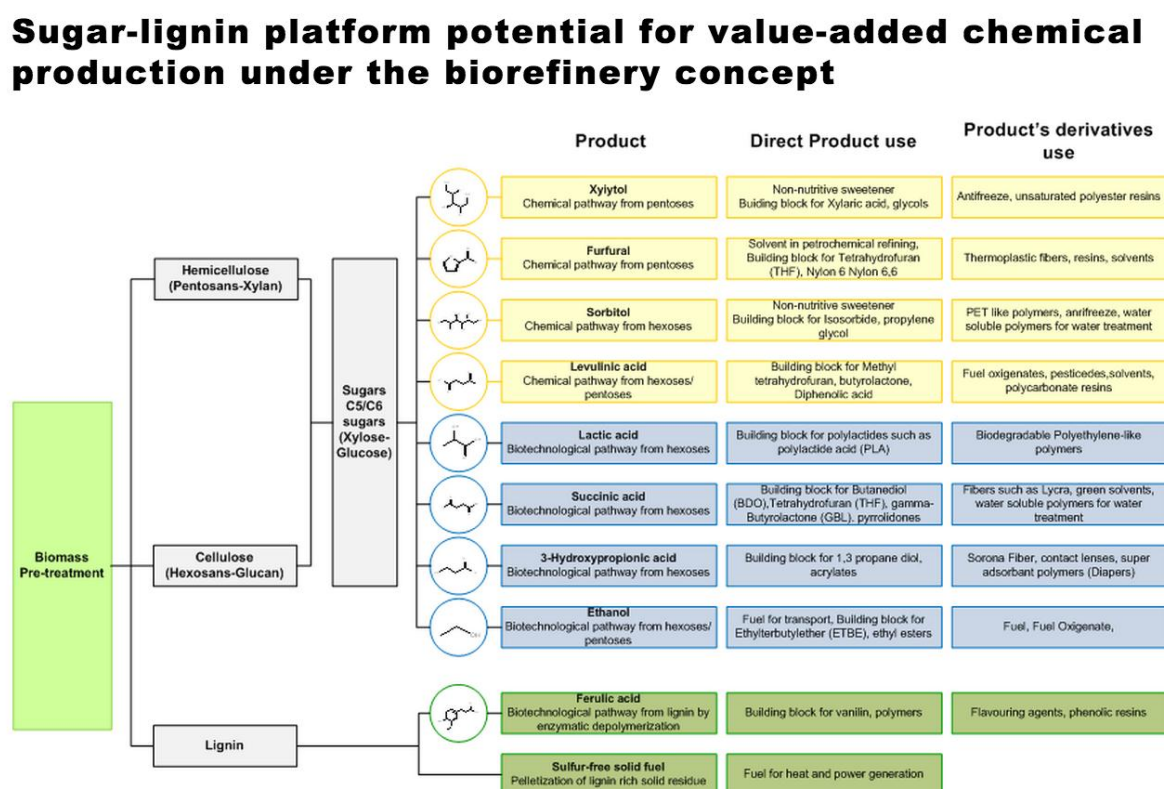 Sugar-lignin platform potential for value-added chemical
production under the biorefinery concept
Product
Direct Product use
Product's derivatives
use
Biomass
Pre-treatment
Hemicellulose
(Pentosans-Xylan)
Cellulose
(Hexosans-Glucan)
Lignin
Sugars
C5/C6
sugars
(Xylose-
Glucose)
Xyiytol
Chemical pathway from pentoses
Non-nutritive sweetener
Buiding block for Xylaric acid, glycols
Antifreeze, unsaturated polyester resins
Furfural
Chemical pathway from pentoses
Solvent in petrochemical refining,
Building block for Tetrahydrofuran
(THF), Nylon 6 Nylon 6,6
Thermoplastic fibers, resins, solvents
Sorbitol
Chemical pathway from hexoses
Non-nutritive sweetener
Building block for Isosorbide, propylene
glycol
PET like polymers, anrifreeze, water
soluble polymers for water treatment
Levulinic acid
Chemical pathway from hexoses/
pentoses
Building block for Methyl
tetrahydrofuran, butyrolactone,
Diphenolic acid
Fuel oxigenates, pesticedes,solvents,
polycarbonate resins
Lactic acid
Biotechnological pathway from hexoses
Building block for polylactides such as
polylactide acid (PLA)
Biodegradable Polyethylene-like
polymers
Succinic acid
Biotechnological pathway from hexoses
Building block for Butanediol
(BDO),Tetrahydrofuran (THF), gamma-
Butyrolactone (GBL). pyrrolidones
Fibers such as Lycra, green solvents,
water soluble polymers for water
treatment
3-Hydroxypropionic acid
Biotechnological pathway from hexoses
Building block for 1,3 propane diol,
acrylates
Sorona Fiber, contact lenses, super
adsorbant polymers (Diapers)
Ethanol
Biotechnological pathway from hexoses/
pentoses
Fuel for transport, Building block for
Ethylterbutylether (ETBE), ethyl esters
Fuel, Fuel Oxigenate,
Ferulic acid
Biotechnological pathway from lignin by
enzymatic depolymerization
Building block for vanilin, polymers
Flavouring agents, phenolic resins
Sulfur-free solid fuel
Pelletization of lignin rich solid residue
Fuel for heat and power generation